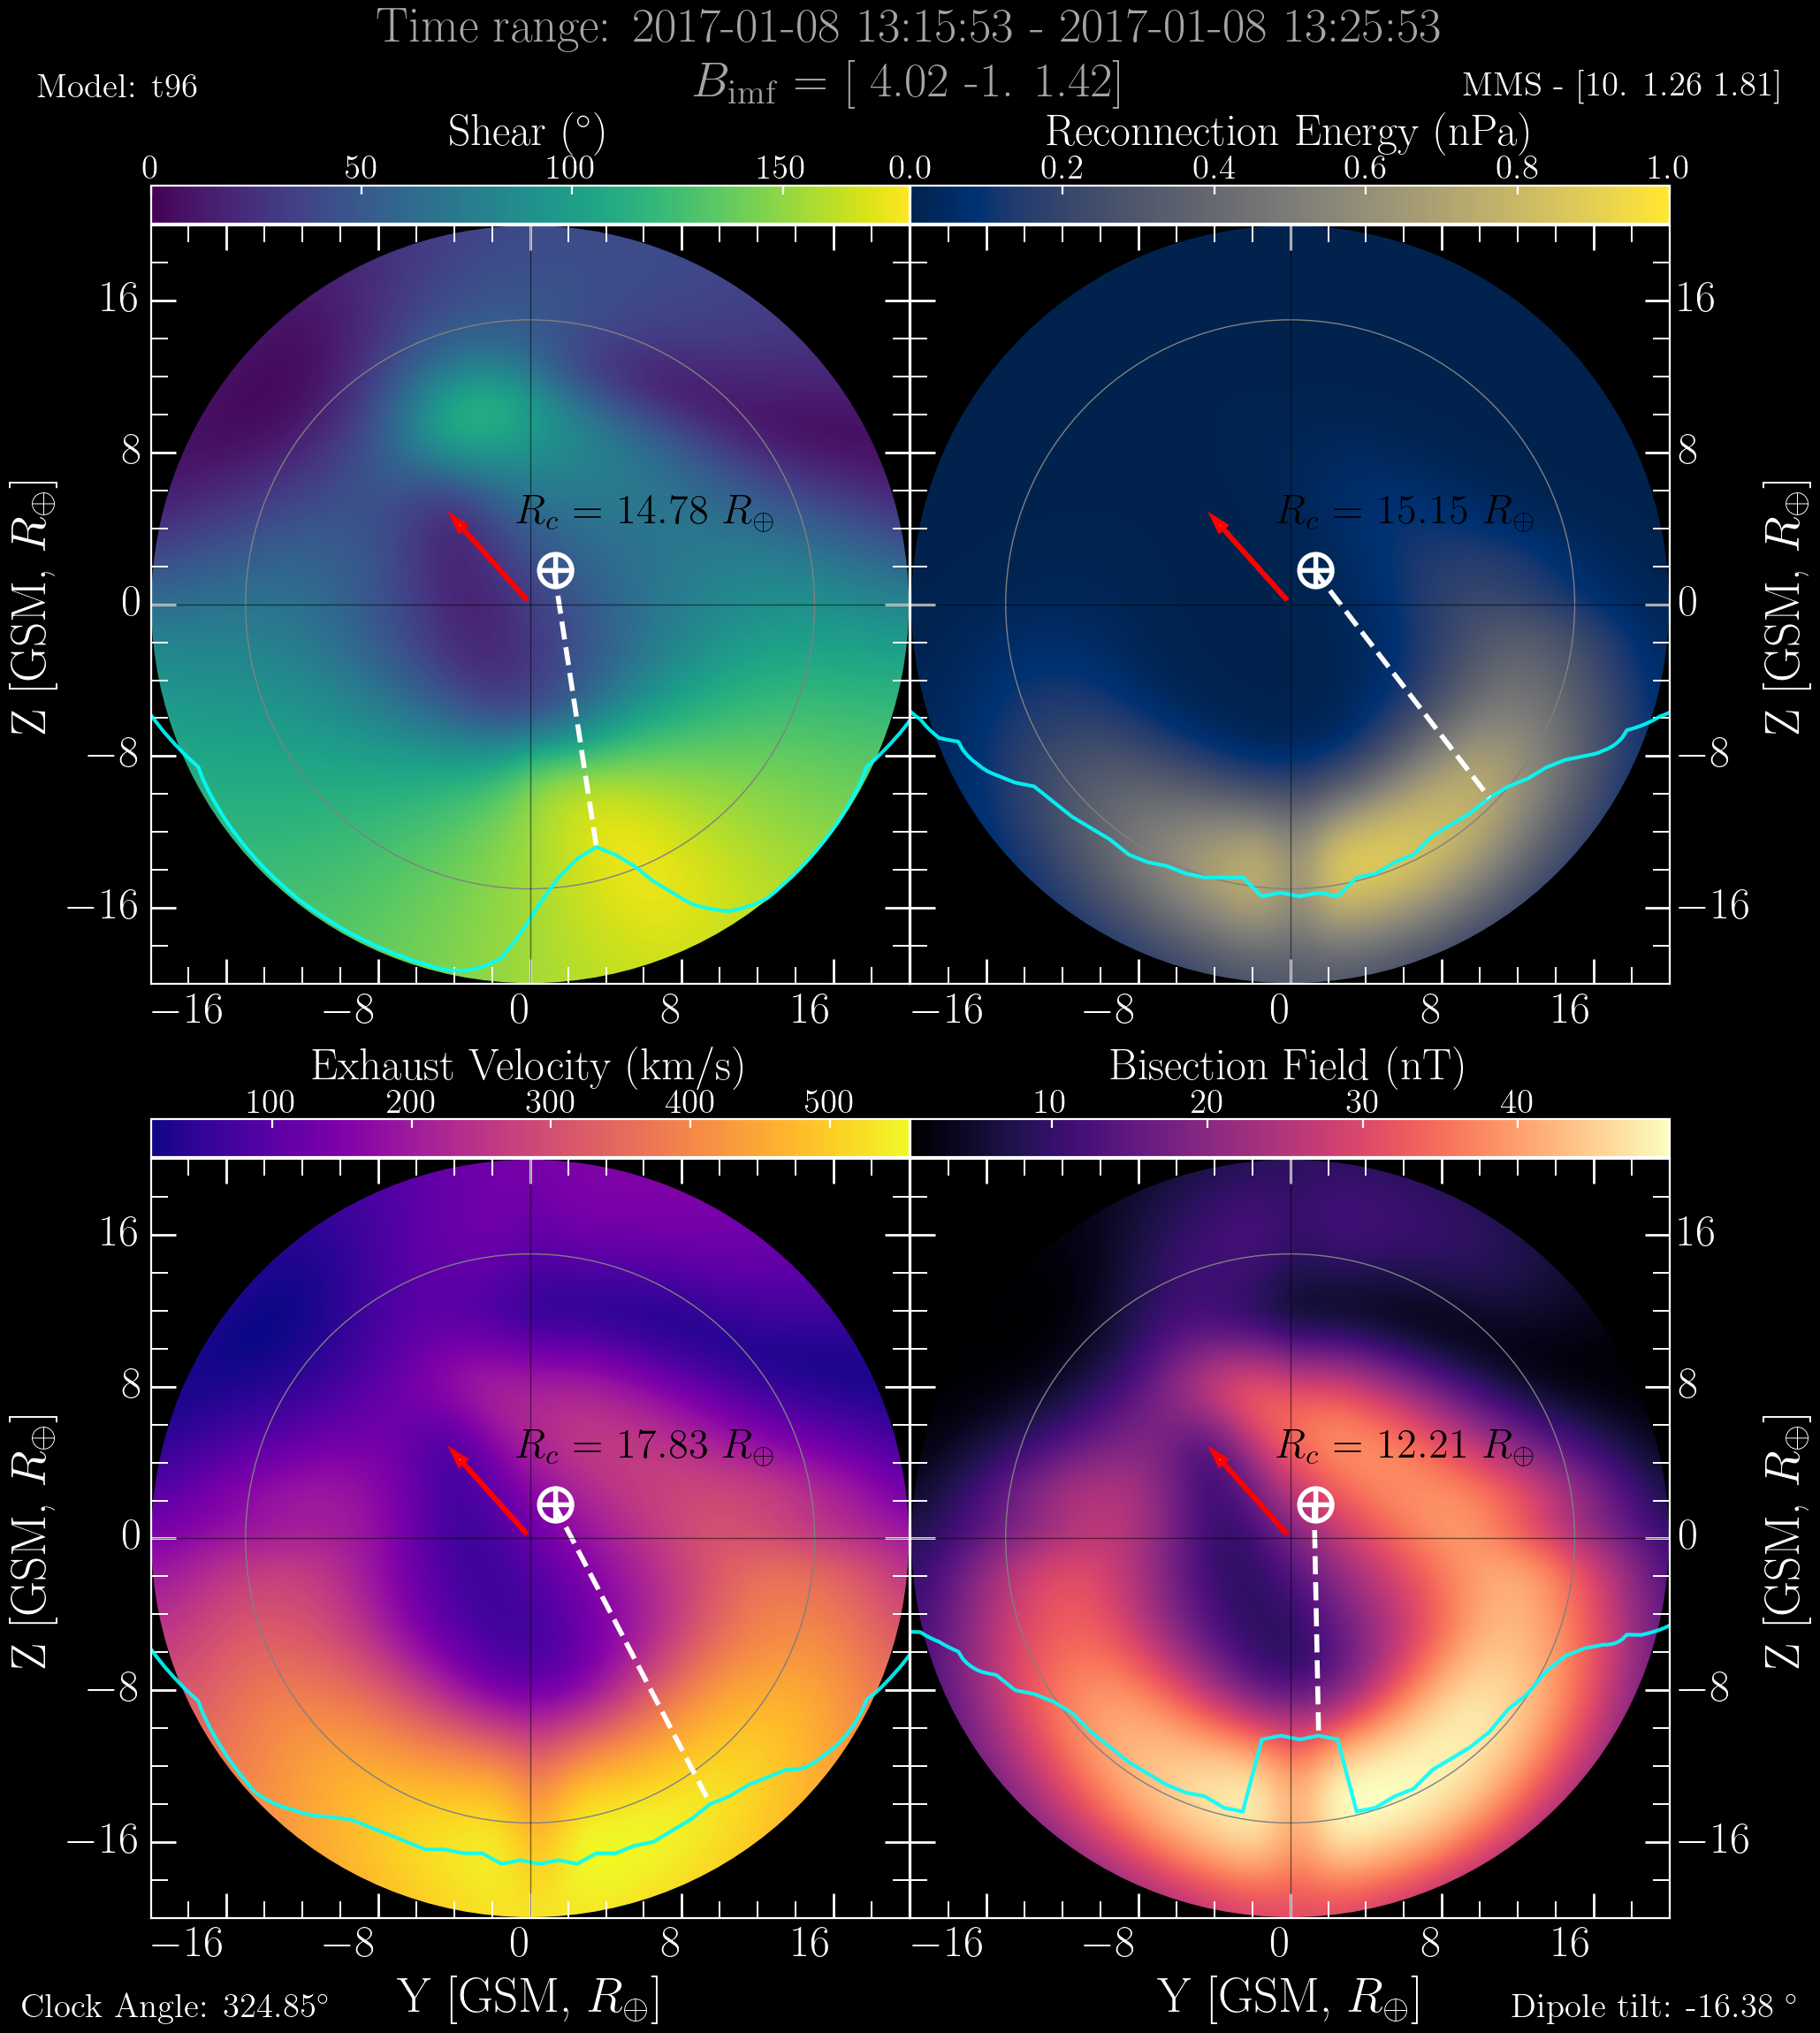 Time range: 2017-01-08 13:15:53 - 2017-01-08 13:25:53
Model: t96
B_imf = [ 4.02 -1. 1.42]
MMS - [10. 1.26 1.81]
Shear (°)
Reconnection Energy (nPa)
0 50 100 150
0.0 0.2 0.4 0.6 0.8 1.0
16 8 0 −8 −16
Z [GSM, R⊕]
R_c = 14.78 R⊕
R_c = 15.15 R⊕
16 8 0 −8 −16
Z [GSM, R⊕]
−16 −8 0 8 16
−16 −8 0 8 16
Exhaust Velocity (km/s)
Bisection Field (nT)
100 200 300 400 500
10 20 30 40
16 8 0 −8 −16
Z [GSM, R⊕]
R_c = 17.83 R⊕
R_c = 12.21 R⊕
16 8 0 −8 −16
Z [GSM, R⊕]
−16 −8 0 8 16
−16 −8 0 8 16
Y [GSM, R⊕]
Y [GSM, R⊕]
Clock Angle: 324.85°
Dipole tilt: -16.38 °